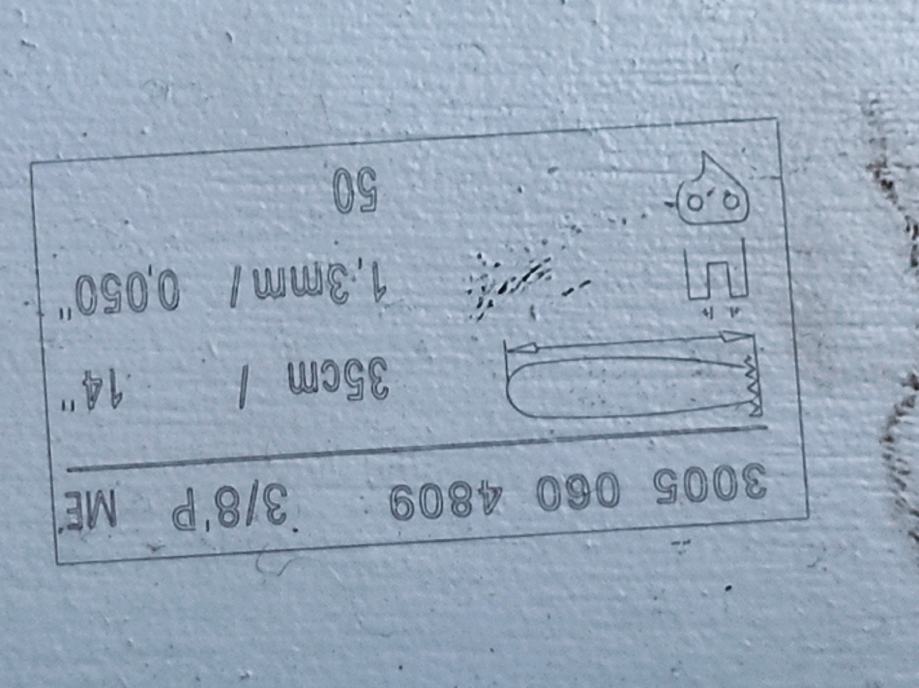 3005 060 4809 3/8"P ME
35cm / 14"
1,3mm / 0,050"
50